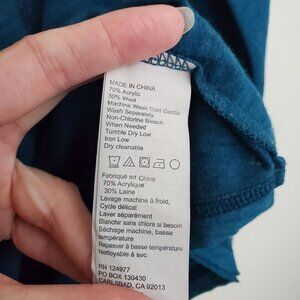 MADE IN CHINA
70% Acrylic
30% Wool
Machine Wash Cold Gentle
Wash Separately
Non-Chlorine Bleach
When Needed
Tumble Dry Low
Iron Low
Dry cleanable
Fabriqué en Chine
70% Acrylique
30% Laine
Lavage machine à froid,
Cycle délicat
Laver séparément
Blanchir sans chlore si besoin
Séchage machine, basse
température
Repasser à basse température
Nettoyable à sec
RN 124977
PO BOX 130430
CARLSBAD, CA 92013